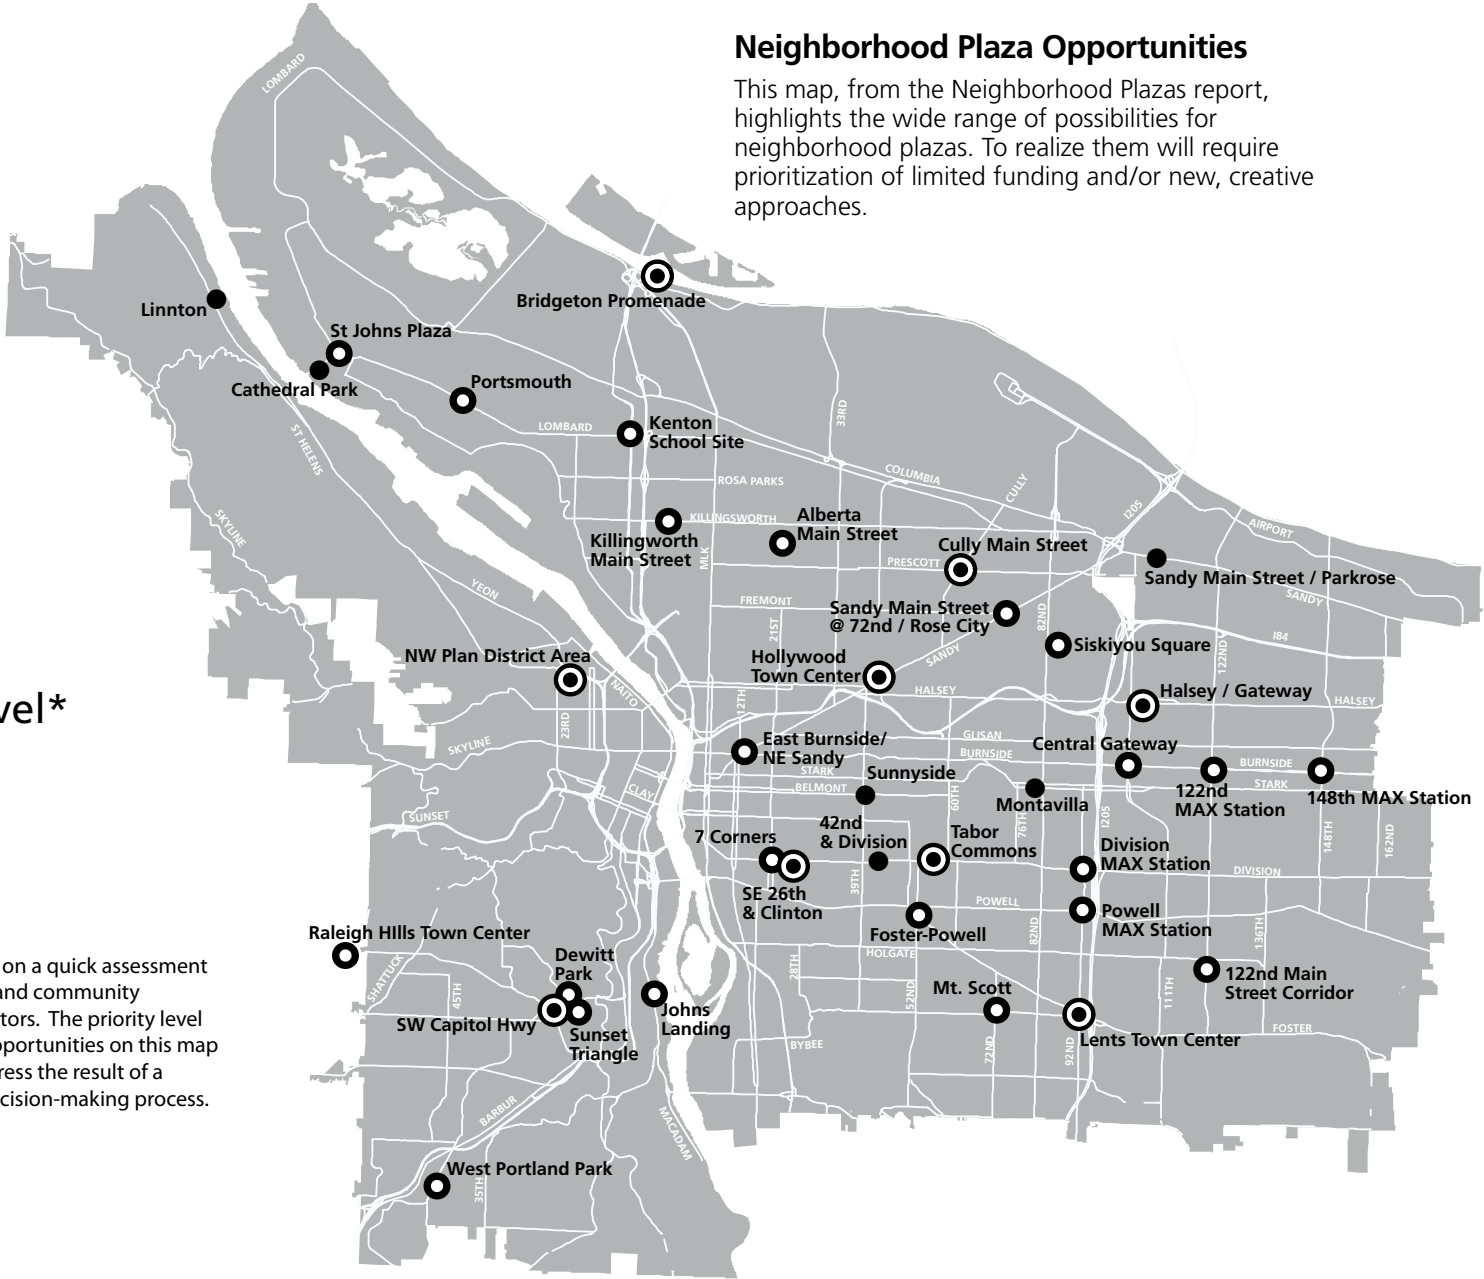 Neighborhood Plaza Opportunities
This map, from the Neighborhood Plazas report,
highlights the wide range of possibilities for
neighborhood plazas. To realize them will require
prioritization of limited funding and/or new, creative
approaches.
LOMBARD
Bridgeton Promenade
Linnton
St Johns Plaza
Cathedral Park
Portsmouth
LOMBARD
Kenton
School Site
33RD
ST HELENS
COLUMBIA
CULLY
ROSA PARKS
I205
AIRPORT
SKYLINE
KILLINGSWORTH
Killingworth
Main Street
MLK
Alberta
Main Street
Cully Main Street
PRESCOTT
Sandy Main Street / Parkrose
SANDY
YEON
FREMONT
21ST
Sandy Main Street
@ 72nd / Rose City
82ND
SANDY
Siskiyou Square
122ND
I84
NW Plan District Area
NAITO
Hollywood
Town Center
HALSEY
Halsey / Gateway
HALSEY
vel*
23RD
12TH
SKYLINE
East Burnside/
NE Sandy
GLISAN
BURNSIDE
Central Gateway
BURNSIDE
STARK
STARK
BELMONT
Sunnyside
Montavilla
122nd
MAX Station
148th MAX Station
CLAY
60TH
76TH
I205
148TH
162ND
SUNSET
7 Corners
42nd
& Division
Tabor
Commons
Division
MAX Station
DIVISION
SE 26th
& Clinton
39TH
POWELL
Powell
MAX Station
Foster-Powell
82ND
136TH
Raleigh HIlls Town Center
HOLGATE
on a quick assessment
and community
tors. The priority level
pportunities on this map
ress the result of a
cision-making process.
SHATTUCK
45TH
Dewitt
Park
SW Capitol Hwy
Sunset
Triangle
Johns
Landing
28TH
52ND
Mt. Scott
111TH
122nd Main
Street Corridor
BYBEE
72ND
92ND
Lents Town Center
FOSTER
BARBUR
MACADAM
West Portland Park
35TH